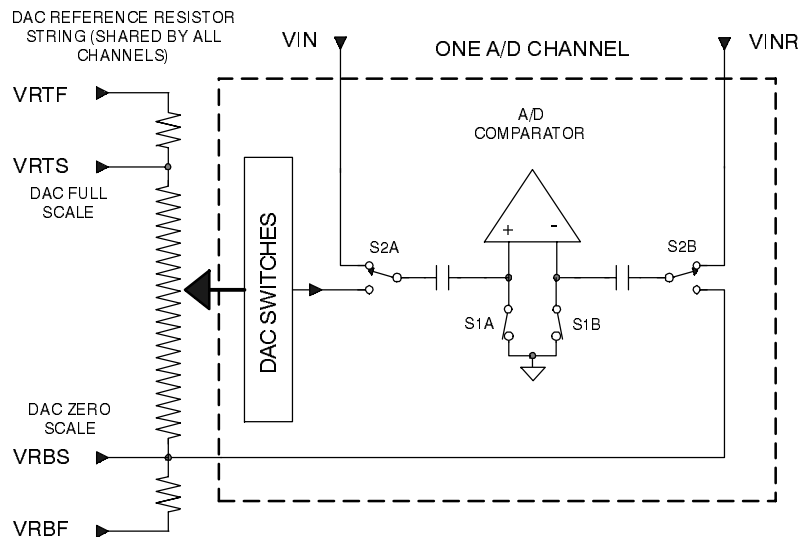 DAC REFERENCE RESISTOR
STRING (SHARED BY ALL
CHANNELS)
VIN
ONE A/D CHANNEL
VINR
VRTF
A/D
COMPARATOR
VRTS
DAC FULL
SCALE
DAC SWITCHES
+
-
S2A
S2B
S1A
S1B
DAC ZERO
SCALE
VRBS
VRBF